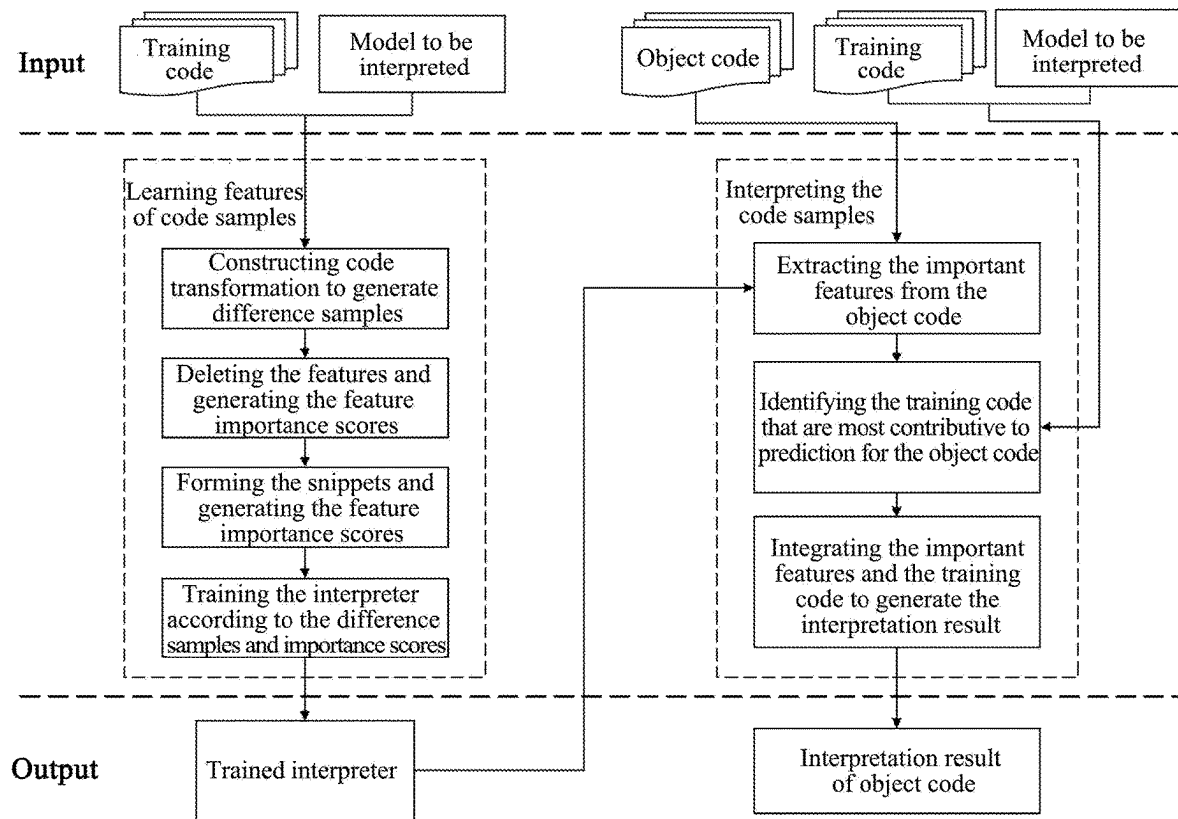 Input
Training
code
Model to be
interpreted
Object code
Training
code
Model to be
interpreted
Learning features
of code samples
Constructing code
transformation to generate
difference samples
Deleting the features and
generating the feature
importance scores
Forming the snippets and
generating the feature
importance scores
Training the interpreter
according to the difference
samples and importance scores
Interpreting the
code samples
Extracting the important
features from the
object code
Identifying the training code
that are most contributive to
prediction for the object code
Integrating the important
features and the training
code to generate the
interpretation result
Output
Trained interpreter
Interpretation result
of object code